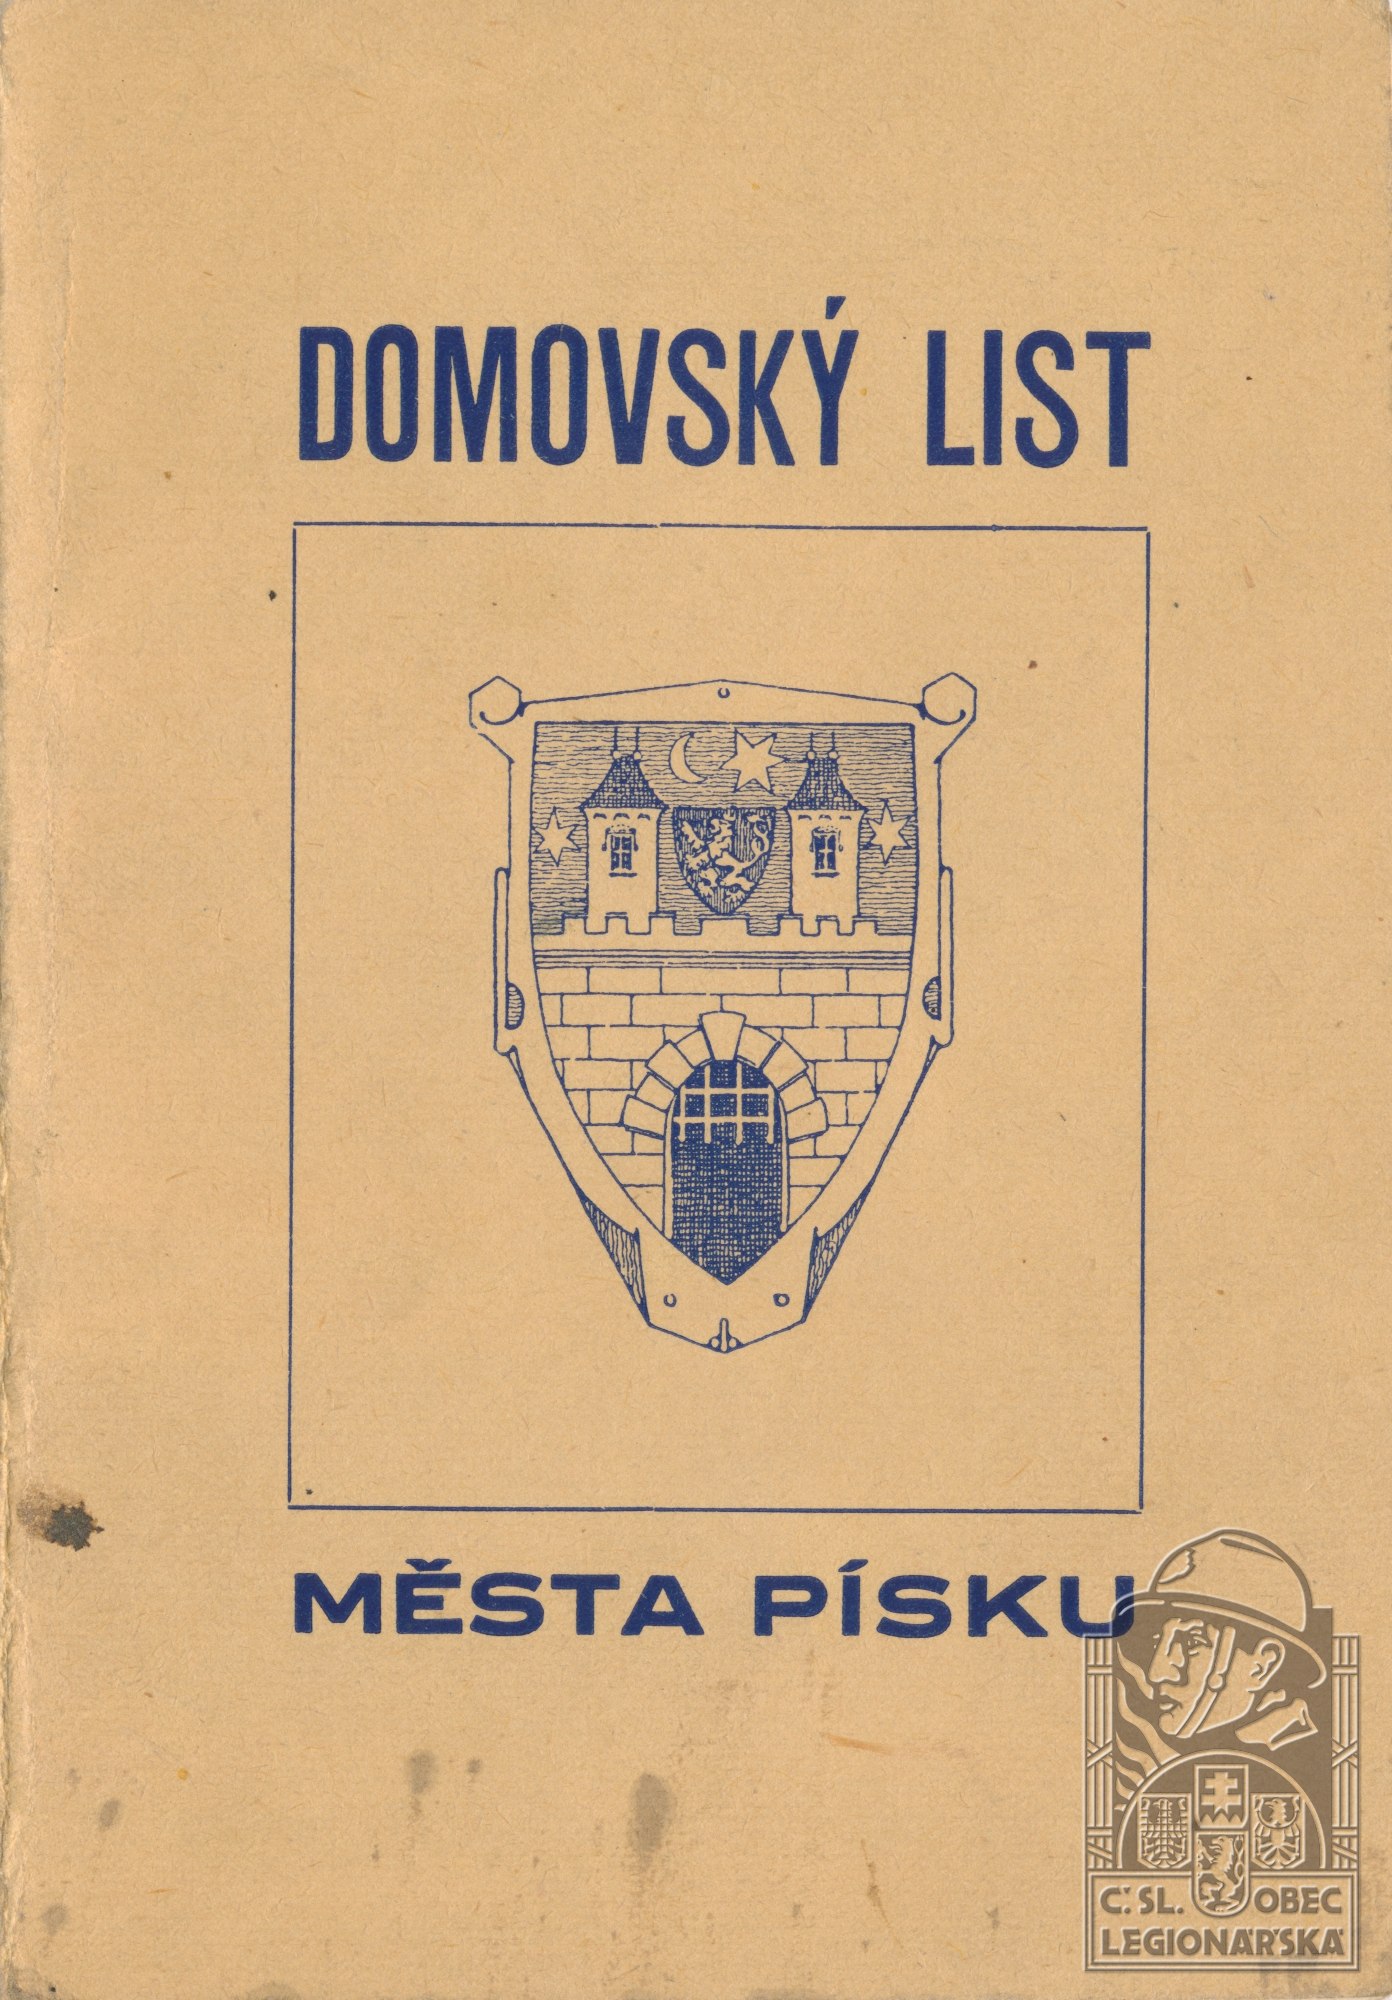 DOMOVSKÝ LIST
MĚSTA PÍSKU
Č. SL. OBEC
LEGIONÁŘSKÁ